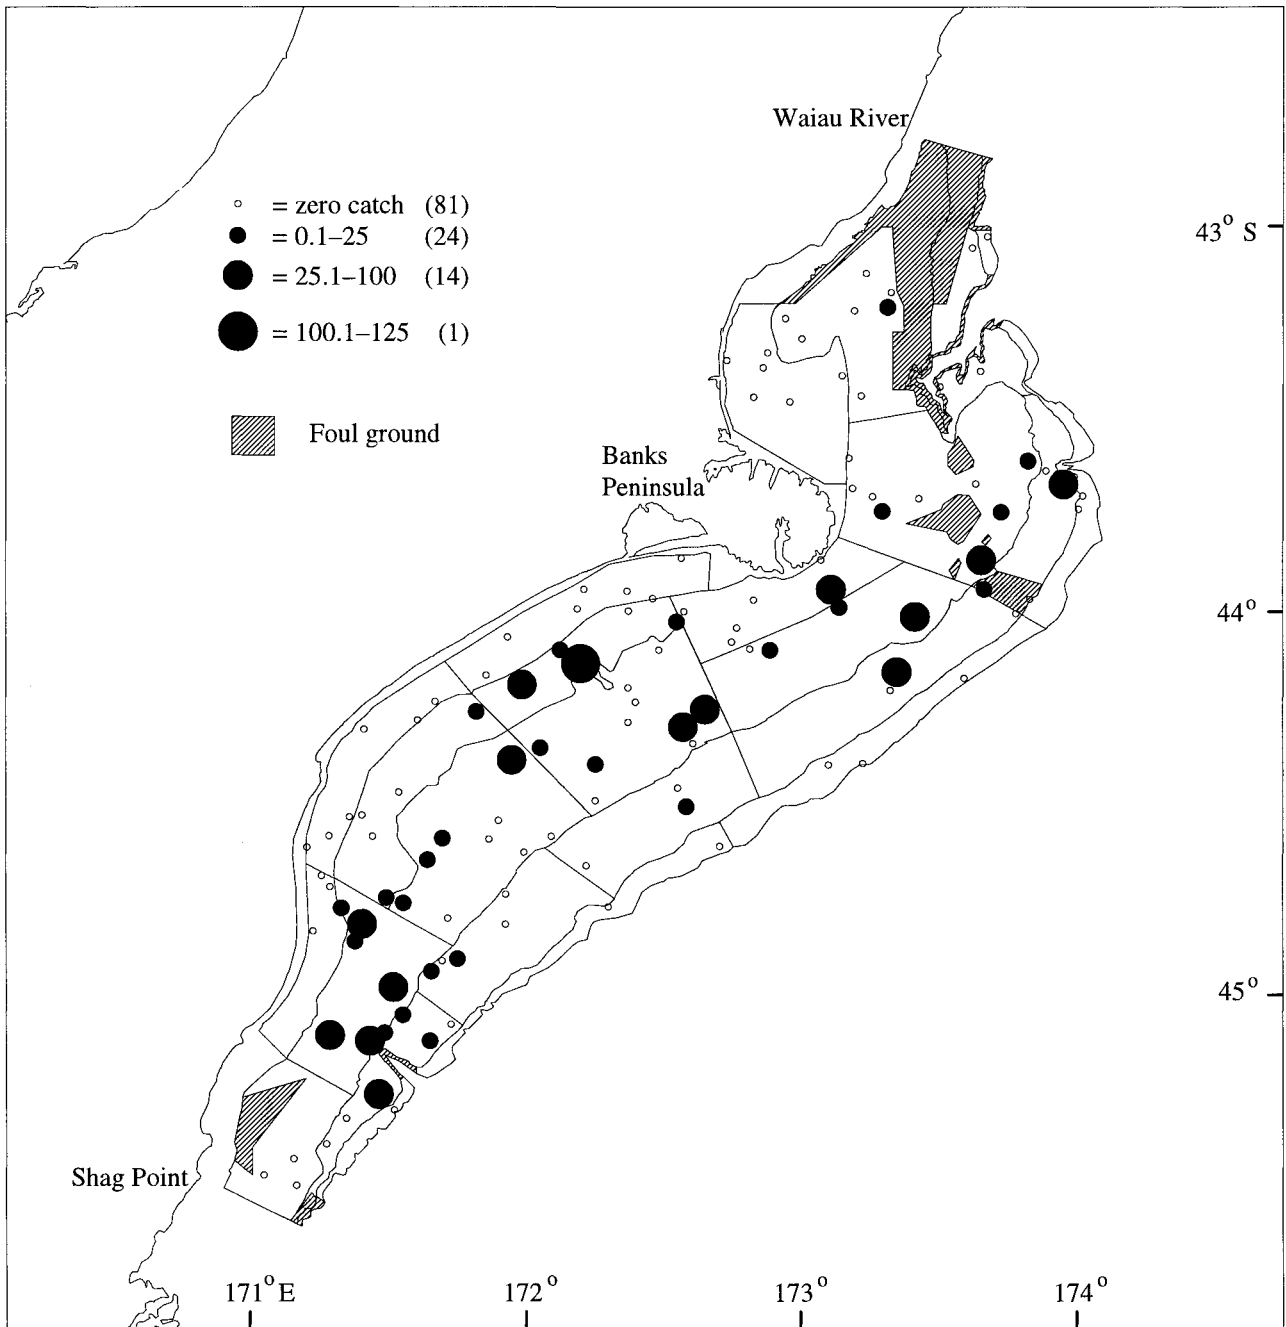 Waiau River
= zero catch (81)
= 0.1–25 (24)
= 25.1–100 (14)
= 100.1–125 (1)
Foul ground
43° S
Banks
Peninsula
44°
45°
Shag Point
171° E
172°
173°
174°